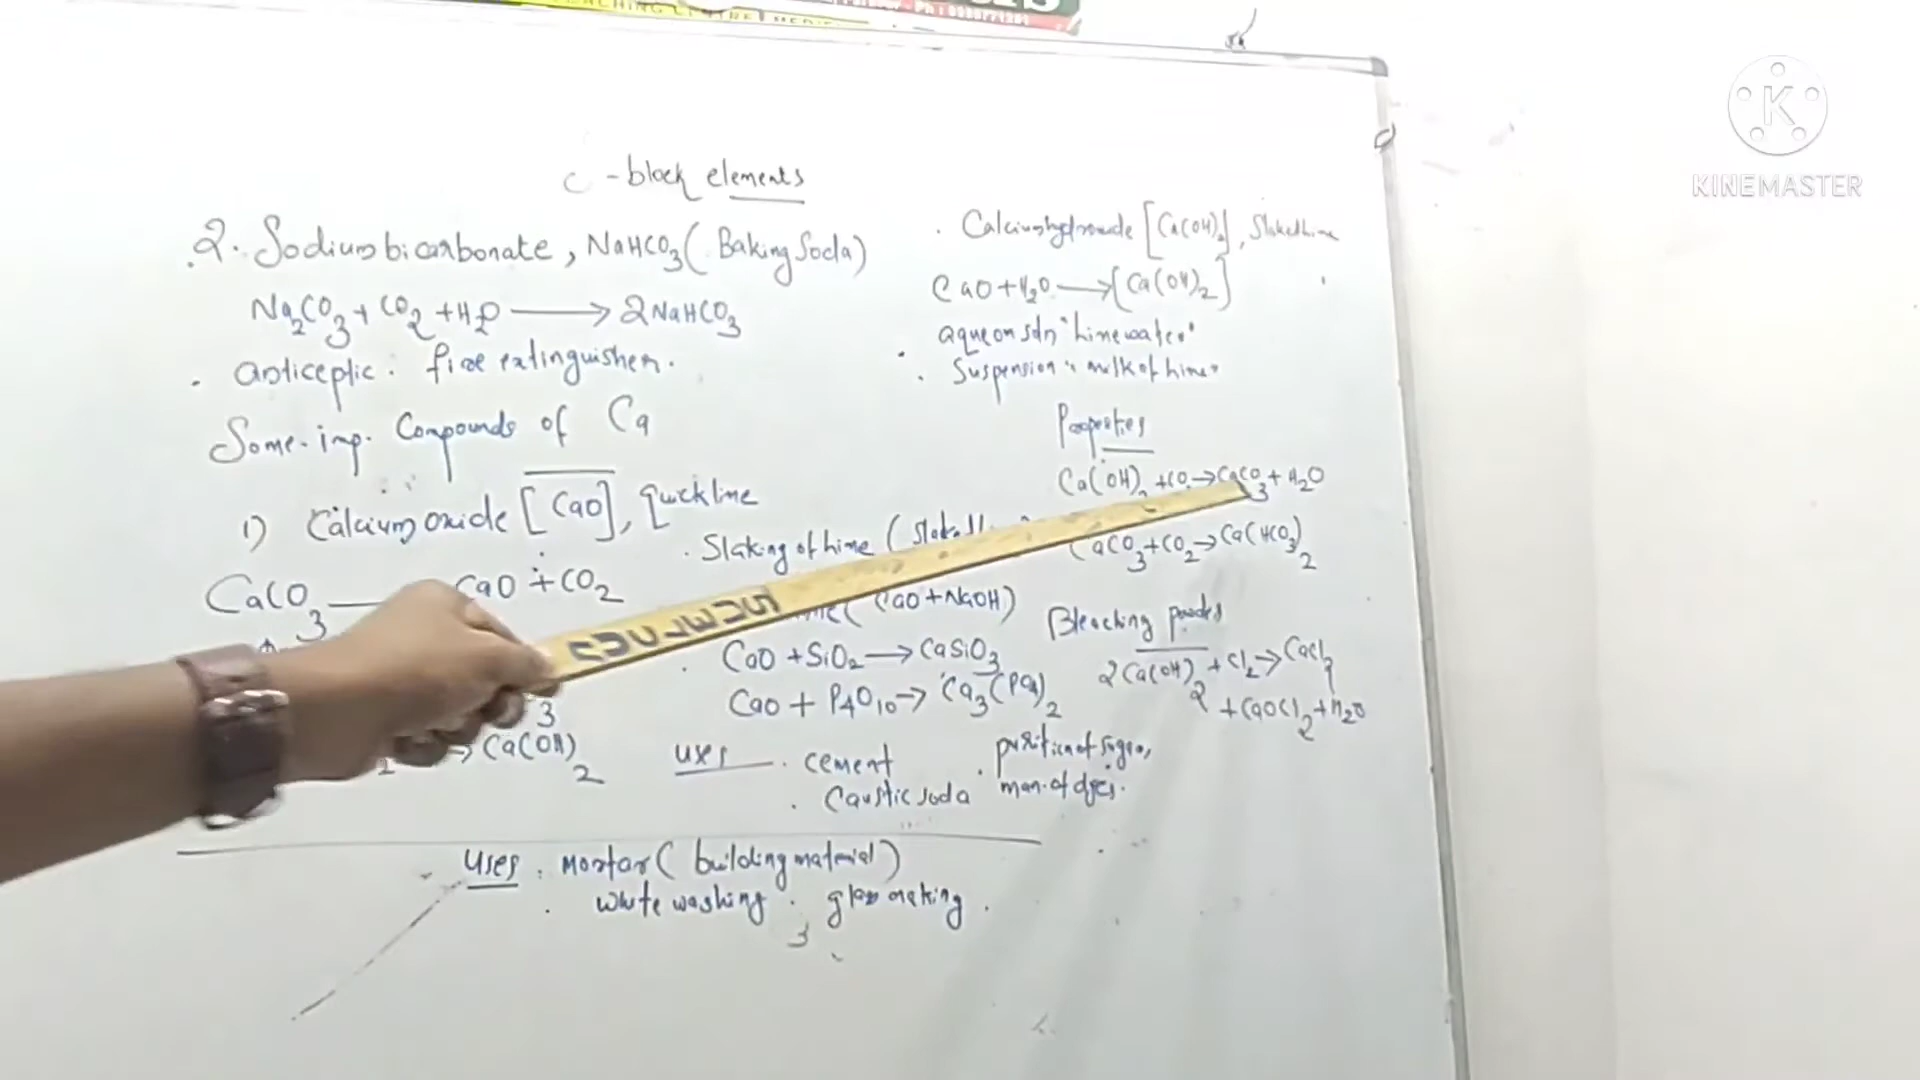 -block elements
2. Sodium bicarbonate, NaHCO3 (Baking Soda)
Na2CO3 + CO2 + H2O → 2NaHCO3
. anticeptic . fire extinguisher.
Some imp. Compounds of Ca
1) Calcium oxide [CaO], quicklime
CaCO3 CaO + CO2
3
2 → Ca(OH)2
. Slaking of lime (
(CaO + NaOH)
. CaO + SiO2 → CaSiO3
CaO + P4O10 → Ca3(PO4)2
uses . cement
. Caustic soda
. of sugar,
man. of dyes.
uses . Mortar (building material)
. white washing . glass making .
. Calcium hydroxide [Ca(OH)2], Slaked lime
CaO + H2O → [Ca(OH)2]
. aqueous soln "lime water"
. Suspension "milk of lime"
Properties
Ca(OH)2 + CO2 → CaCO3 + H2O
CaCO3 + CO2 → Ca(HCO3)2
Bleaching powder
2Ca(OH)2 + Cl2 → CaCl2
+ CaOCl2 + H2O
K
KINEMASTER